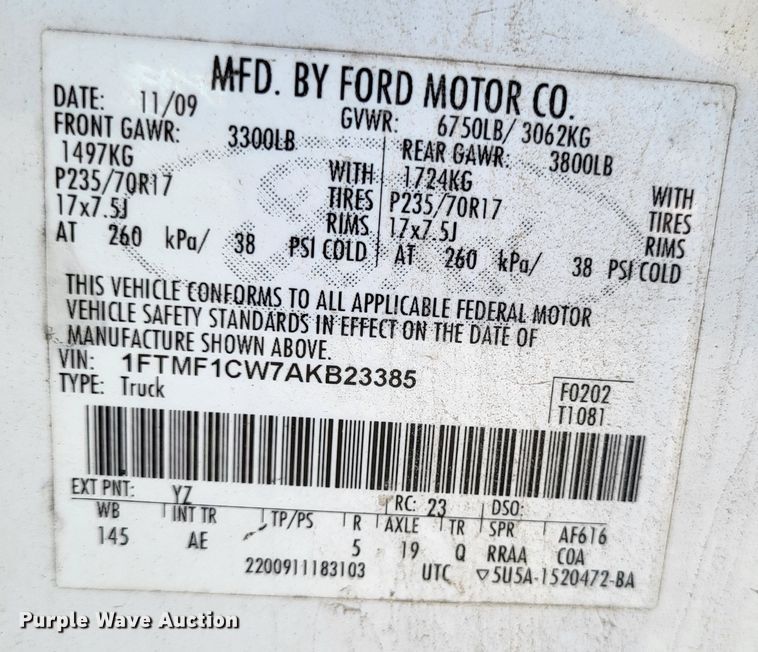 MFD. BY FORD MOTOR CO.
DATE: 11/09 GVWR: 6750LB/ 3062KG
FRONT GAWR: 3300LB REAR GAWR: 3800LB
1497KG WITH 1724KG WITH
P235/70R17 TIRES P235/70R17 TIRES
17x7.5J RIMS 17x7.5J RIMS
AT 260 kPa/ 38 PSI COLD AT 260 kPa/ 38 PSI COLD
THIS VEHICLE CONFORMS TO ALL APPLICABLE FEDERAL MOTOR
VEHICLE SAFETY STANDARDS IN EFFECT ON THE DATE OF
MANUFACTURE SHOWN ABOVE.
VIN: 1FTMF1CW7AKB23385
TYPE: Truck F0202
T1081
EXT PNT: YZ RC: 23 DSO:
WB INT TR TP/PS R AXLE TR SPR AF6T6
145 AE 5 19 Q RRAA COA
2200911183103 UTC ▽5U5A-1520472-BA
Purple Wave Auction